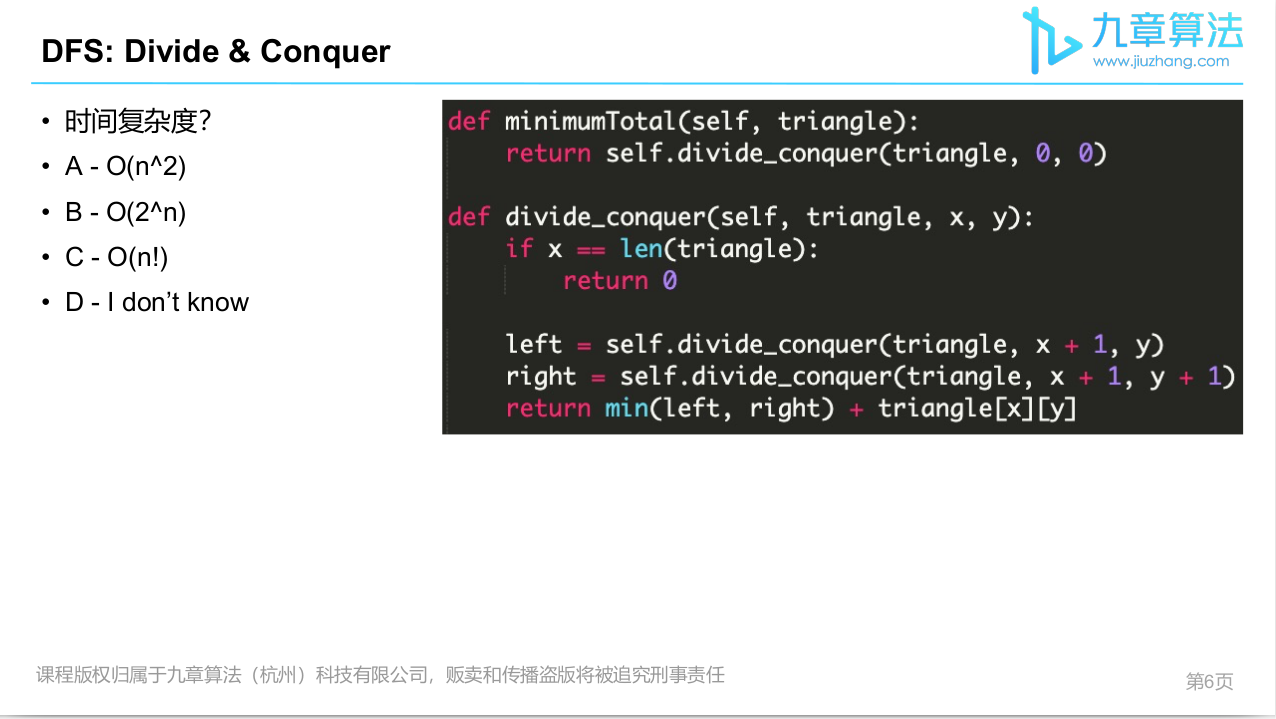 DFS: Divide & Conquer
九章算法
www.jiuzhang.com
• 时间复杂度?
• A - O(n^2)
• B - O(2^n)
• C - O(n!)
• D - I don’t know
def minimumTotal(self, triangle):
    return self.divide_conquer(triangle, 0, 0)

def divide_conquer(self, triangle, x, y):
    if x == len(triangle):
        return 0

    left = self.divide_conquer(triangle, x + 1, y)
    right = self.divide_conquer(triangle, x + 1, y + 1)
    return min(left, right) + triangle[x][y]
课程版权归属于九章算法（杭州）科技有限公司，贩卖和传播盗版将被追究刑事责任
第6页